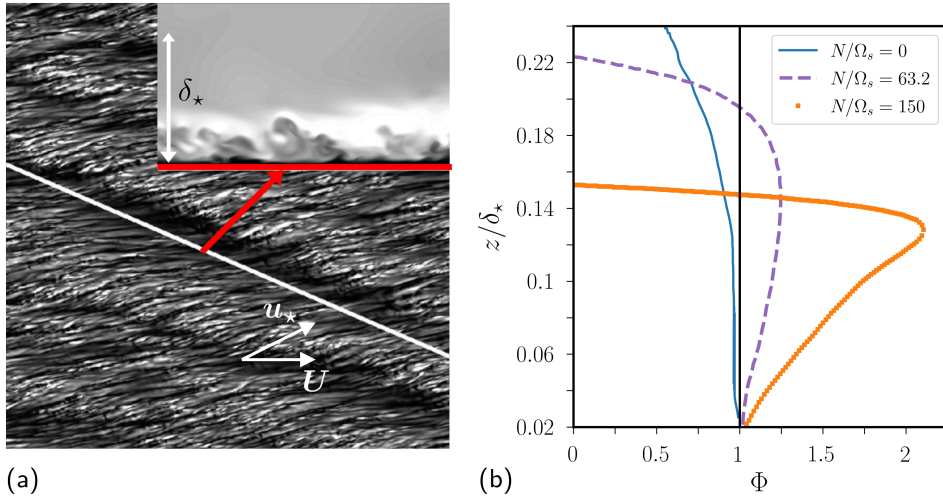 δ⋆
u⋆
U
(a)
N/Ωs = 0
N/Ωs = 63.2
N/Ωs = 150
z/δ⋆
0.22
0.18
0.14
0.1
0.06
0.02
0 0.5 1 1.5 2
Φ
(b)